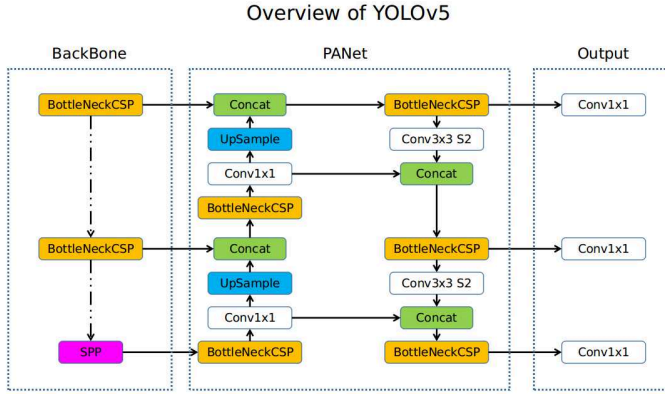 Overview of YOLOv5
BackBone PANet Output
BottleNeckCSP Concat BottleNeckCSP Conv1x1
UpSample Conv3x3 S2
Conv1x1 Concat
BottleNeckCSP
BottleNeckCSP Concat BottleNeckCSP Conv1x1
UpSample Conv3x3 S2
Conv1x1 Concat
SPP BottleNeckCSP BottleNeckCSP Conv1x1